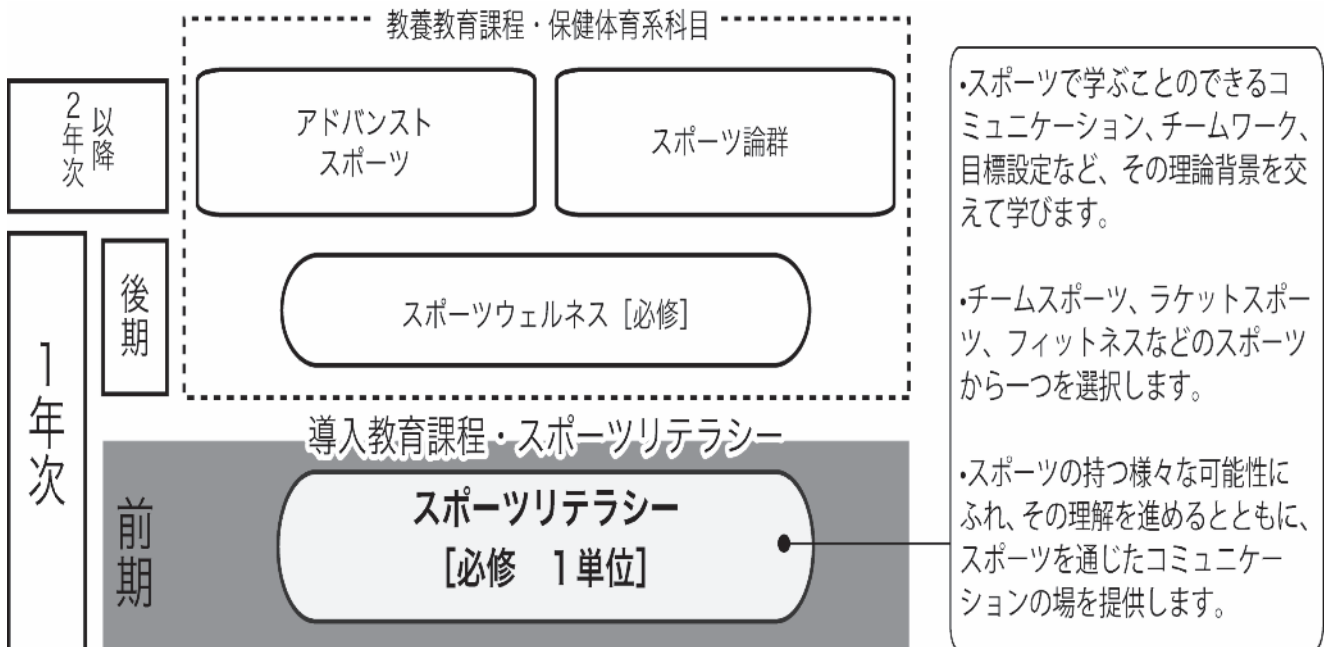 教養教育課程・保健体育系科目
2年次
以降
アドバンスト
スポーツ
スポーツ論群
1年次
後期
スポーツウェルネス［必修］
導入教育課程・スポーツリテラシー
前期
スポーツリテラシー
［必修　1単位］
•スポーツで学ぶことのできるコ
ミュニケーション、チームワーク、
目標設定など、その理論背景を交
えて学びます。
•チームスポーツ、ラケットスポー
ツ、フィットネスなどのスポーツ
から一つを選択します。
•スポーツの持つ様々な可能性に
ふれ、その理解を進めるとともに、
スポーツを通じたコミュニケー
ションの場を提供します。